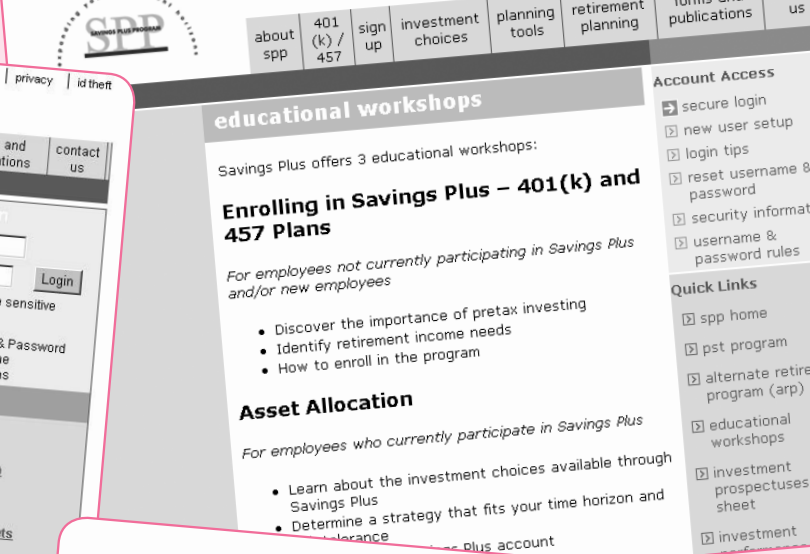 SPP
SAVINGS PLUS PROGRAM
about
spp
401
(k) /
457
sign
up
investment
choices
planning
tools
retirement
planning
publications
us
privacy
id theft
and
contact
us
Login
sensitive
& Password
educational workshops
Savings Plus offers 3 educational workshops:
Enrolling in Savings Plus – 401(k) and
457 Plans
For employees not currently participating in Savings Plus
and/or new employees
• Discover the importance of pretax investing
• Identify retirement income needs
• How to enroll in the program
Asset Allocation
For employees who currently participate in Savings Plus
• Learn about the investment choices available through
Savings Plus
• Determine a strategy that fits your time horizon and
Plus account
Account Access
secure login
new user setup
login tips
reset username &
password
security informat
username &
password rules
Quick Links
spp home
pst program
alternate retire
program (arp)
educational
workshops
investment
prospectuses
sheet
investment